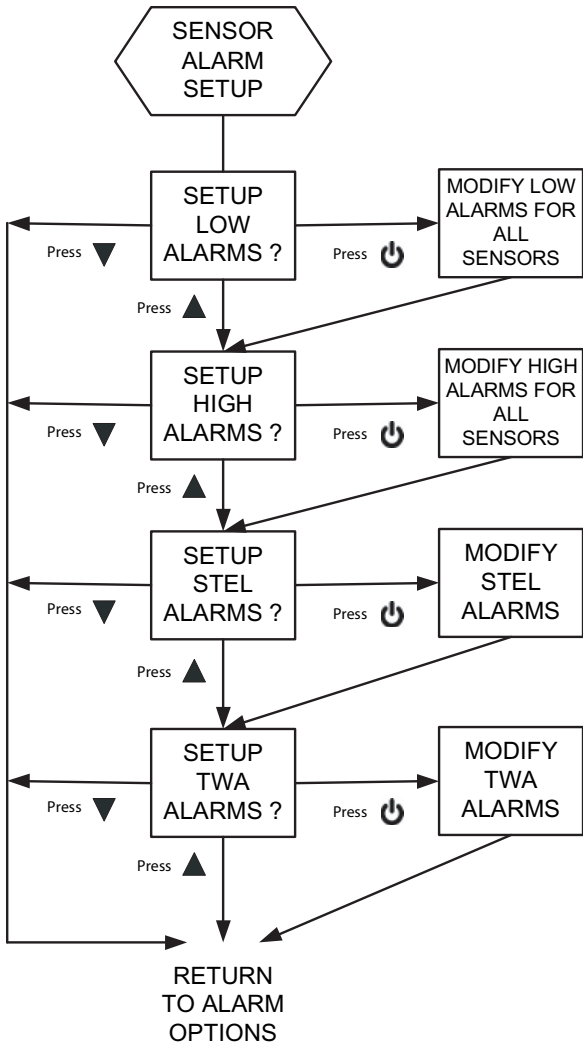 SENSOR
ALARM
SETUP
SETUP
LOW
ALARMS ?
MODIFY LOW
ALARMS FOR
ALL
SENSORS
Press
Press
Press
SETUP
HIGH
ALARMS ?
MODIFY HIGH
ALARMS FOR
ALL
SENSORS
Press
Press
Press
SETUP
STEL
ALARMS ?
MODIFY
STEL
ALARMS
Press
Press
Press
SETUP
TWA
ALARMS ?
MODIFY
TWA
ALARMS
Press
Press
Press
RETURN
TO ALARM
OPTIONS